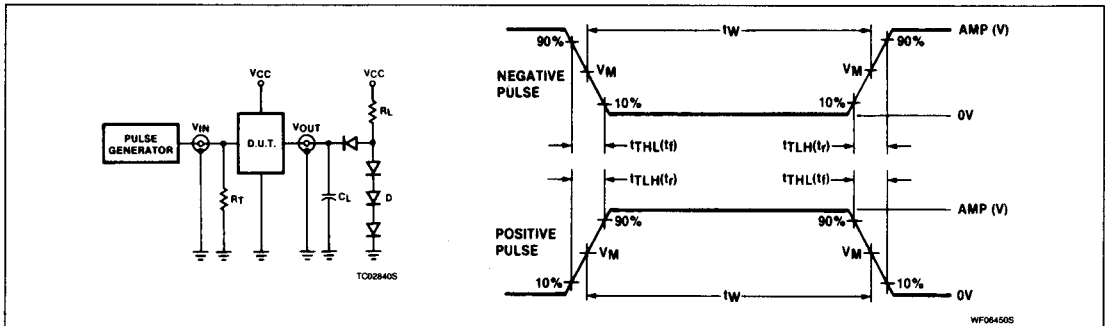 VCC
VCC
RL
PULSE GENERATOR
VIN
D.U.T.
VOUT
RT
CL
D
TC02840S
NEGATIVE PULSE
90%
tW
90%
AMP (V)
VM
VM
10%
10%
0V
tTHL(tf)
tTLH(tr)
tTLH(tr)
tTHL(tf)
POSITIVE PULSE
90%
90%
AMP (V)
VM
VM
10%
tW
10%
0V
WF06450S